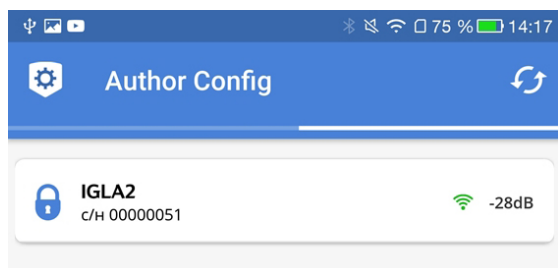 75 % 14:17
Author Config
IGLA2
с/н 00000051
-28dB